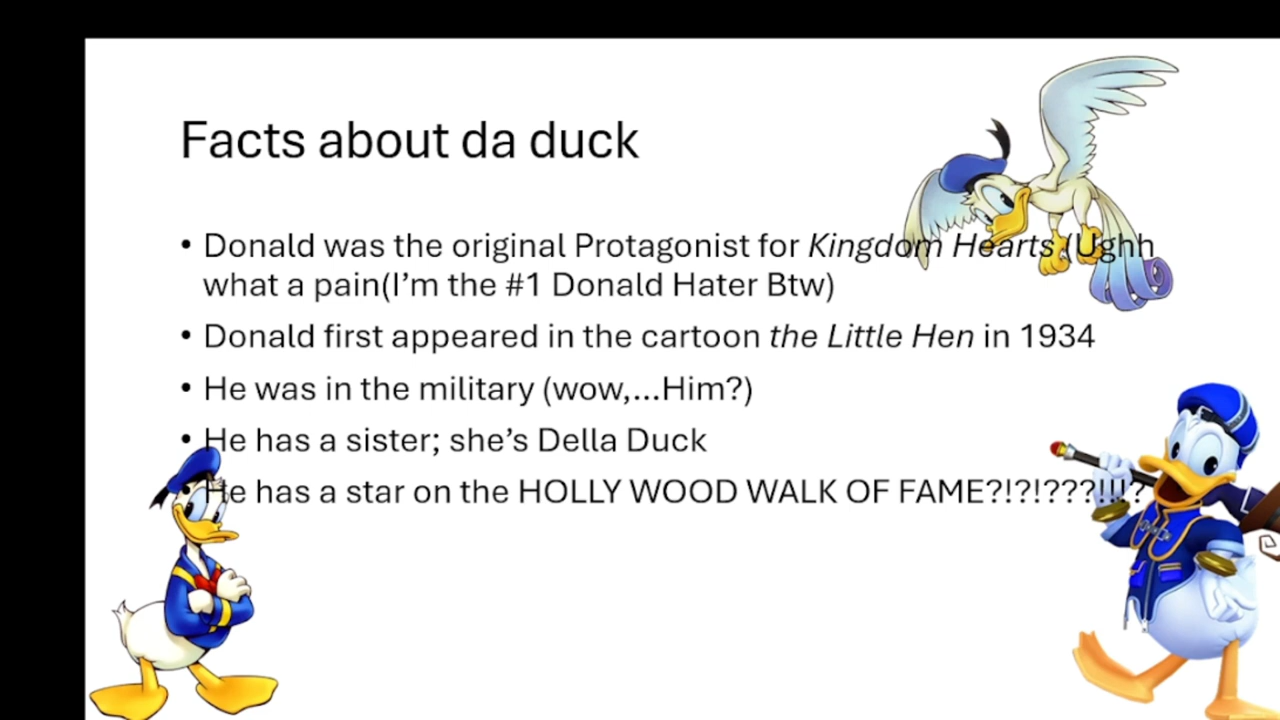 Facts about da duck
• Donald was the original Protagonist for Kingdom Hearts (Ughh
what a pain(I'm the #1 Donald Hater Btw)
• Donald first appeared in the cartoon the Little Hen in 1934
• He was in the military (wow,...Him?)
• He has a sister; she's Della Duck
He has a star on the HOLLY WOOD WALK OF FAME?!?!???!!!?